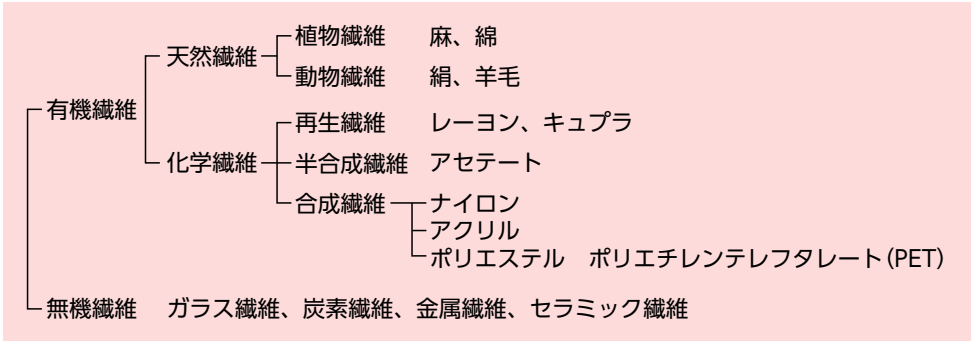 植物繊維 麻、綿
天然繊維
動物繊維 絹、羊毛
有機繊維
再生繊維 レーヨン、キュプラ
化学繊維 半合成繊維 アセテート
合成繊維 ナイロン
アクリル
ポリエステル ポリエチレンテレフタレート(PET)
無機繊維 ガラス繊維、炭素繊維、金属繊維、セラミック繊維